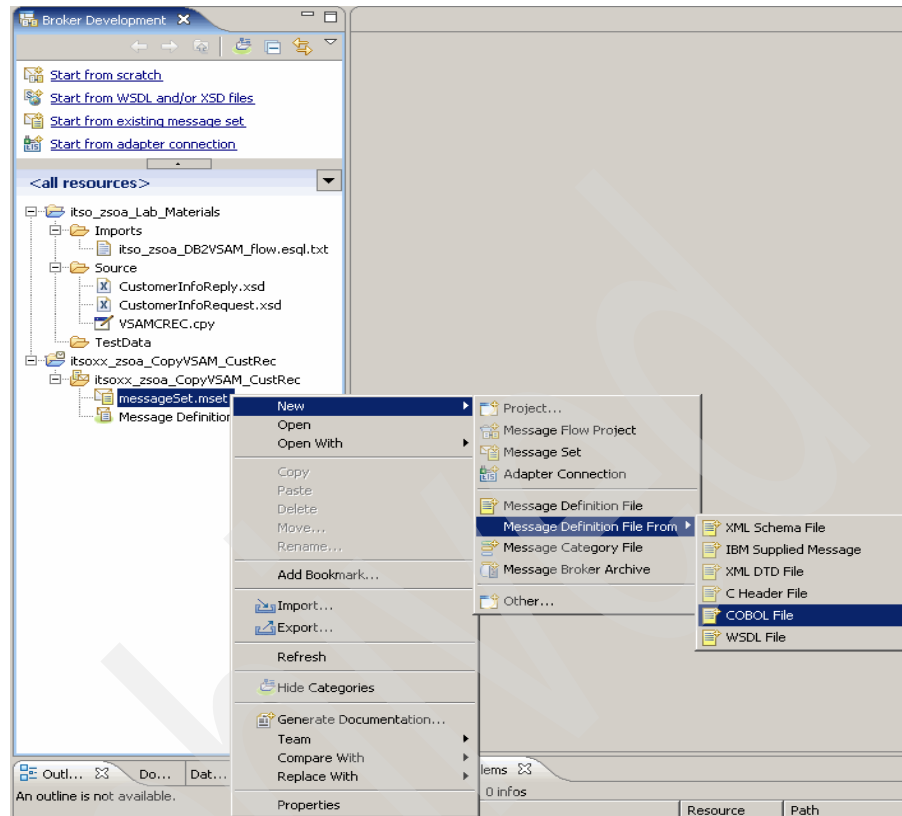 Broker Development
Start from scratch
Start from WSDL and/or XSD files
Start from existing message set
Start from adapter connection
<all resources>
itso_zsoa_Lab_Materials
Imports
itso_zsoa_DB2VSAM_flow.esql.txt
Source
CustomerInfoReply.xsd
CustomerInfoRequest.xsd
VSAMCREC.cpy
TestData
itsoxx_zsoa_CopyVSAM_CustRec
itsoxx_zsoa_CopyVSAM_CustRec
messageSet.mset
Message Definition
New
Open
Open With
Copy
Paste
Delete
Move...
Rename...
Add Bookmark...
Import...
Export...
Refresh
Hide Categories
Generate Documentation...
Team
Compare With
Replace With
Properties
Project...
Message Flow Project
Message Set
Adapter Connection
Message Definition File
Message Definition File From
Message Category File
Message Broker Archive
Other...
XML Schema File
IBM Supplied Message
XML DTD File
C Header File
COBOL File
WSDL File
Outl... Do... Dat...
An outline is not available.
lems
0 infos
Resource Path